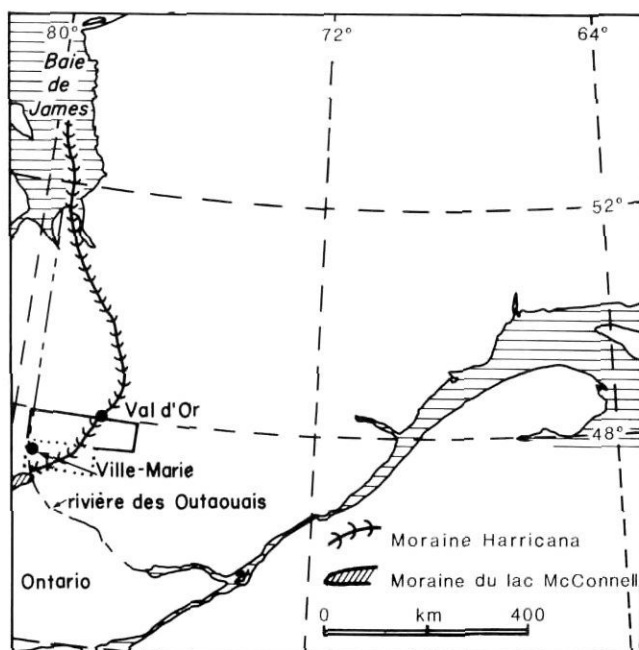 80°
72°
64°
Baie
de
James
52°
Val d'Or
48°
Ville-Marie
rivière des Outaouais
Moraine Harricana
Ontario
Moraine du lac McConnell
0 km 400